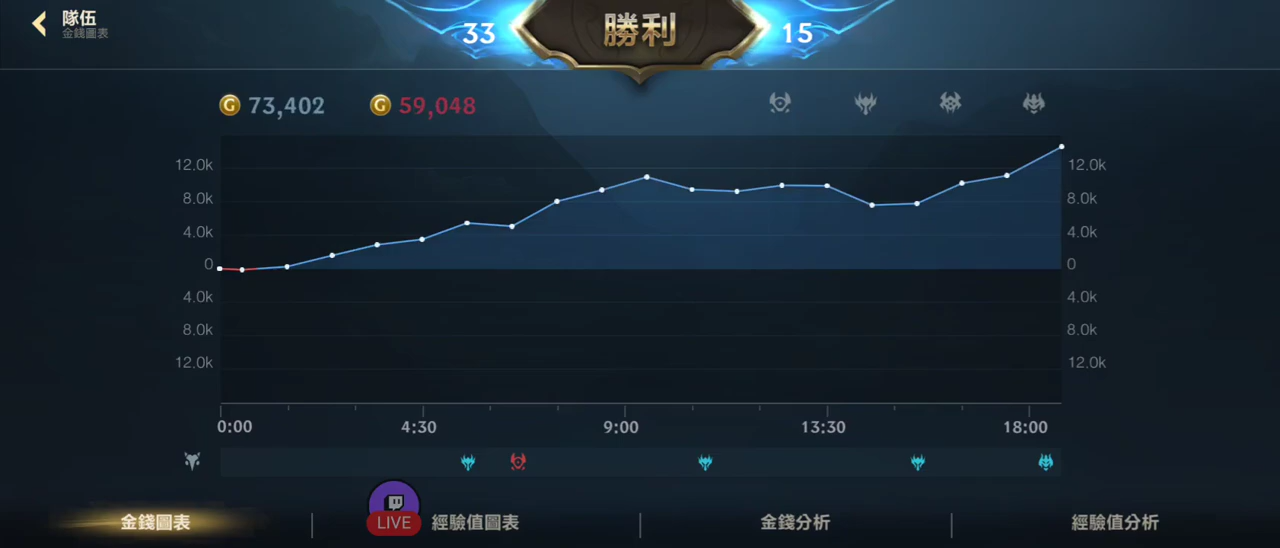 隊伍
金錢圖表
33
勝利
15
G 73,402
G 59,048
12.0k
8.0k
4.0k
0
4.0k
8.0k
12.0k
12.0k
8.0k
4.0k
0
4.0k
8.0k
12.0k
0:00
4:30
9:00
13:30
18:00
金錢圖表
LIVE
經驗值圖表
金錢分析
經驗值分析